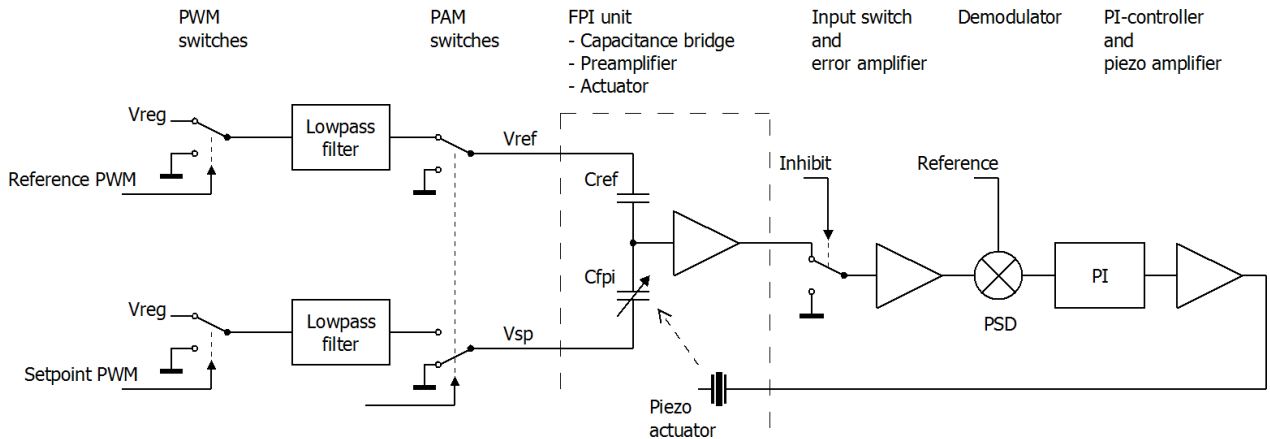 PWM
switches
PAM
switches
FPI unit
- Capacitance bridge
- Preamplifier
- Actuator
Input switch
and
error amplifier
Demodulator
PI-controller
and
piezo amplifier
Vreg
Lowpass
filter
Reference PWM
Vref
Cref
Inhibit
Reference
Cfpi
PI
PSD
Vreg
Lowpass
filter
Setpoint PWM
Vsp
Piezo
actuator